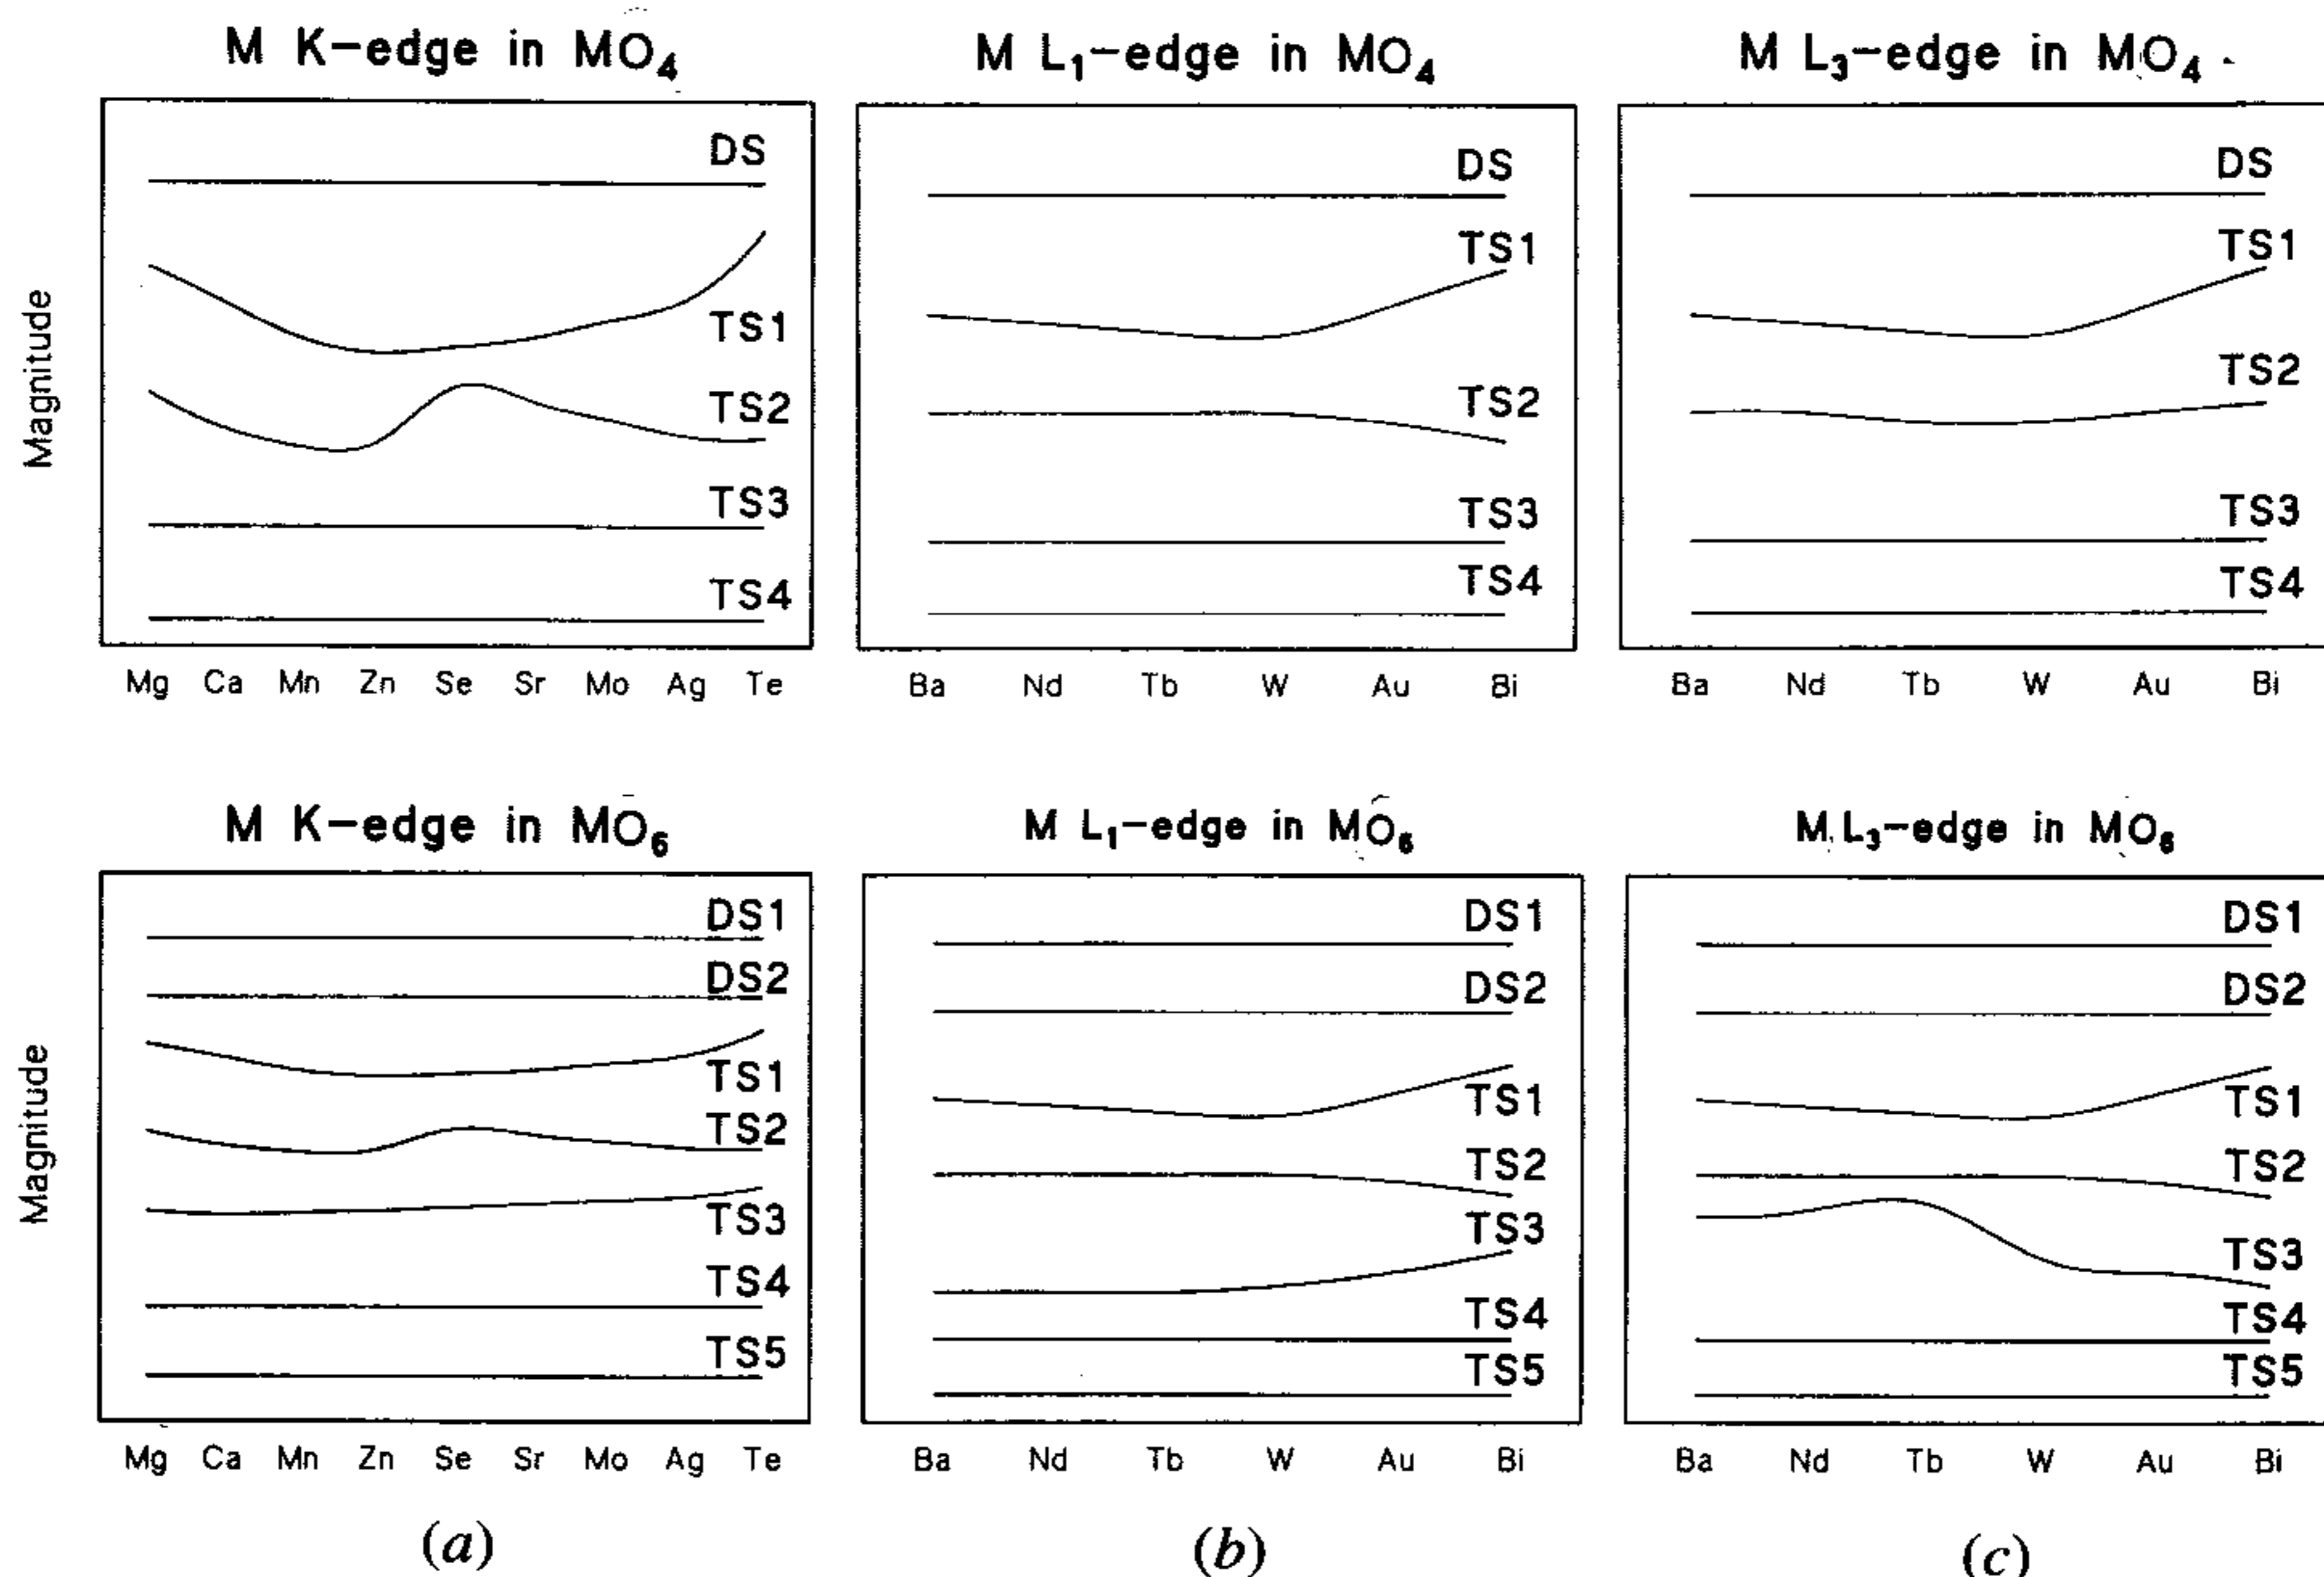 M K-edge in MO₄
Magnitude
DS
TS1
TS2
TS3
TS4
Mg Ca Mn Zn Se Sr Mo Ag Te
M L₁-edge in MO₄
DS
TS1
TS2
TS3
TS4
Ba Nd Tb W Au Bi
M L₃-edge in MO₄
DS
TS1
TS2
TS3
TS4
Ba Nd Tb W Au Bi
M K-edge in MO₆
Magnitude
DS1
DS2
TS1
TS2
TS3
TS4
TS5
Mg Ca Mn Zn Se Sr Mo Ag Te
(a)
M L₁-edge in MO₆
DS1
DS2
TS1
TS2
TS3
TS4
TS5
Ba Nd Tb W Au Bi
(b)
M L₃-edge in MO₆
DS1
DS2
TS1
TS2
TS3
TS4
TS5
Ba Nd Tb W Au Bi
(c)